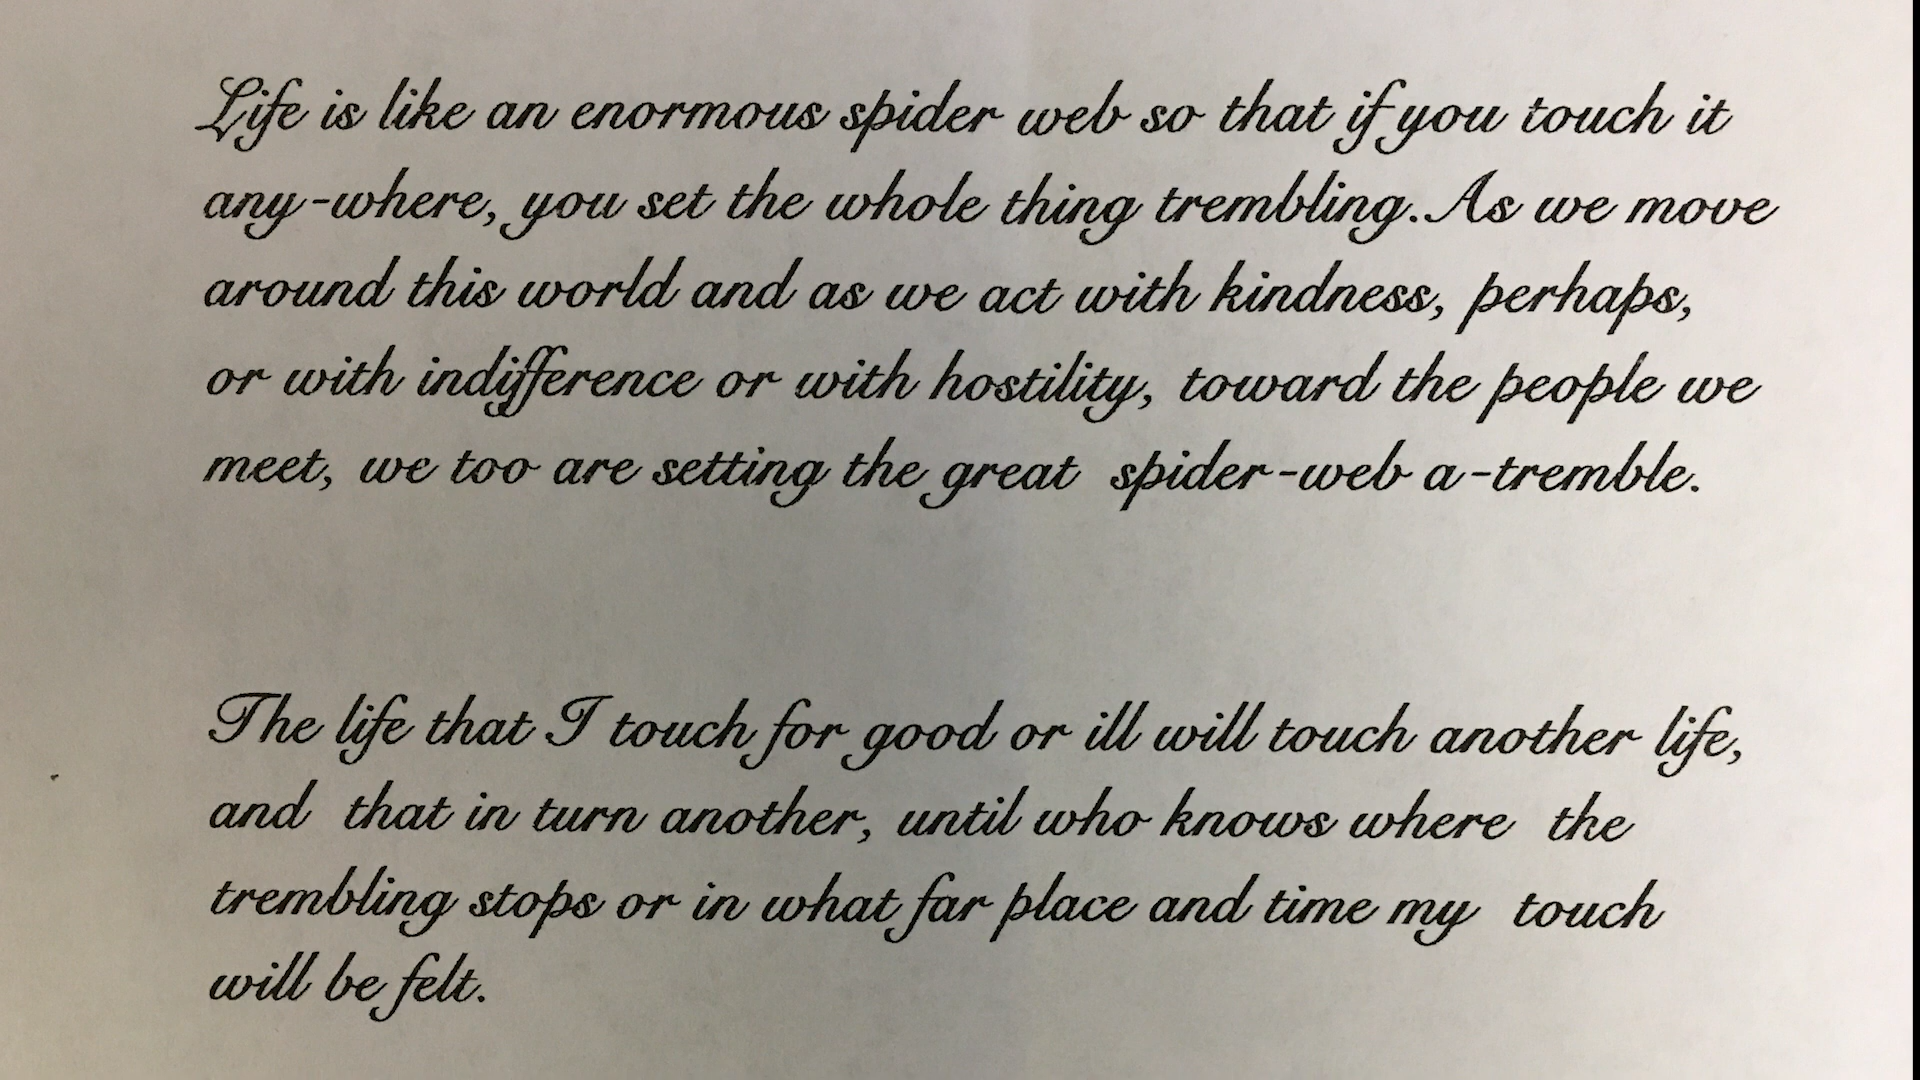 Life is like an enormous spider web so that if you touch it
any-where, you set the whole thing trembling. As we move
around this world and as we act with kindness, perhaps,
or with indifference or with hostility, toward the people we
meet, we too are setting the great spider-web a-tremble.
The life that I touch for good or ill will touch another life,
and that in turn another, until who knows where the
trembling stops or in what far place and time my touch
will be felt.